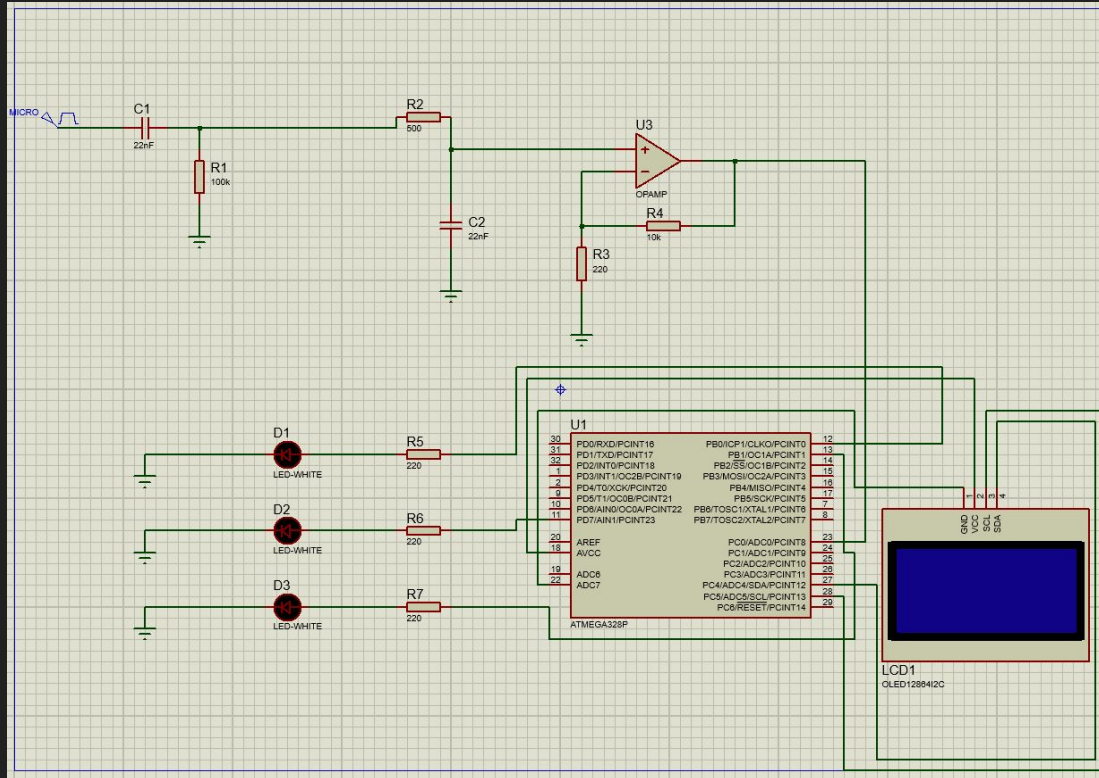 MICRO
C1
22nF
R1
100k
R2
500
C2
22nF
U3
OPAMP
R4
10k
R3
220
D1
LED-WHITE
R5
220
D2
LED-WHITE
R6
220
D3
LED-WHITE
R7
220
U1
30 PD0/RXD/PCINT16
31 PD1/TXD/PCINT17
32 PD2/INT0/PCINT18
1 PD3/INT1/OC2B/PCINT19
2 PD4/T0/XCK/PCINT20
9 PD5/T1/OC0B/PCINT21
10 PD6/AIN0/OC0A/PCINT22
11 PD7/AIN1/PCINT23
20 AREF
18 AVCC
19 ADC6
22 ADC7
PB0/ICP1/CLKO/PCINT0 12
PB1/OC1A/PCINT1 13
PB2/SS/OC1B/PCINT2 14
PB3/MOSI/OC2A/PCINT3 15
PB4/MISO/PCINT4 16
PB5/SCK/PCINT5 17
PB6/TOSC1/XTAL1/PCINT6 7
PB7/TOSC2/XTAL2/PCINT7 8
PC0/ADC0/PCINT8 23
PC1/ADC1/PCINT9 24
PC2/ADC2/PCINT10 25
PC3/ADC3/PCINT11 26
PC4/ADC4/SDA/PCINT12 27
PC5/ADC5/SCL/PCINT13 28
PC6/RESET/PCINT14 29
ATMEGA328P
1 2 3 4
GND
VCC
SCL
SDA
LCD1
OLED12864I2C